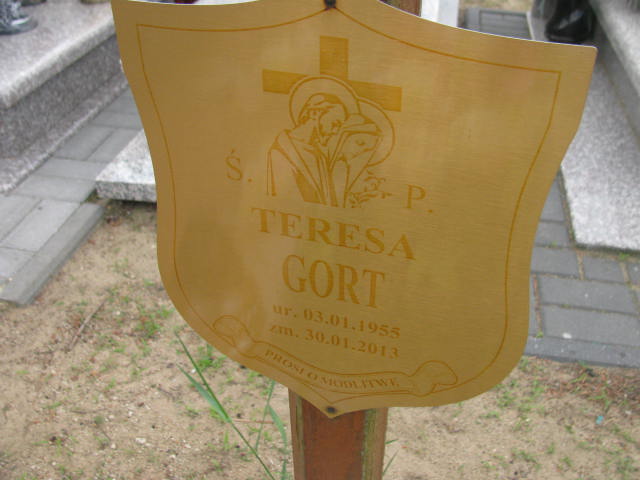 Ś. P.
TERESA
GORT
ur. 03.01.1955
zm. 30.01.2013
PROSI O MODLITWĘ